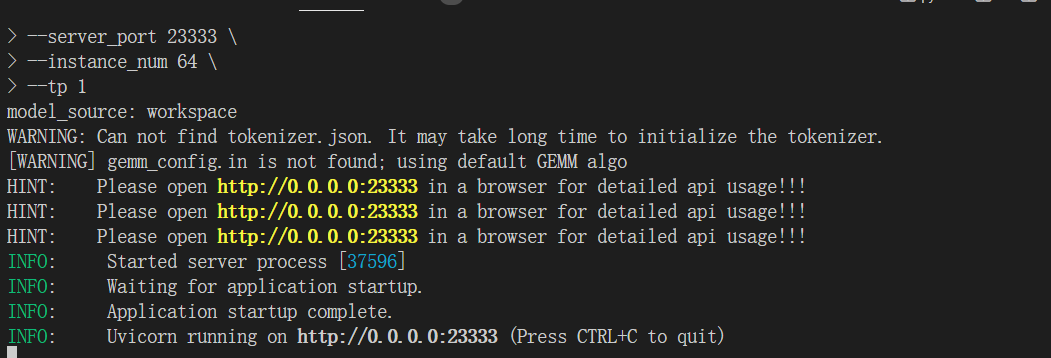 > --server_port 23333 \
> --instance_num 64 \
> --tp 1
model_source: workspace
WARNING: Can not find tokenizer.json. It may take long time to initialize the tokenizer.
[WARNING] gemm_config.in is not found; using default GEMM algo
HINT:    Please open http://0.0.0.0:23333 in a browser for detailed api usage!!!
HINT:    Please open http://0.0.0.0:23333 in a browser for detailed api usage!!!
HINT:    Please open http://0.0.0.0:23333 in a browser for detailed api usage!!!
INFO:     Started server process [37596]
INFO:     Waiting for application startup.
INFO:     Application startup complete.
INFO:     Uvicorn running on http://0.0.0.0:23333 (Press CTRL+C to quit)